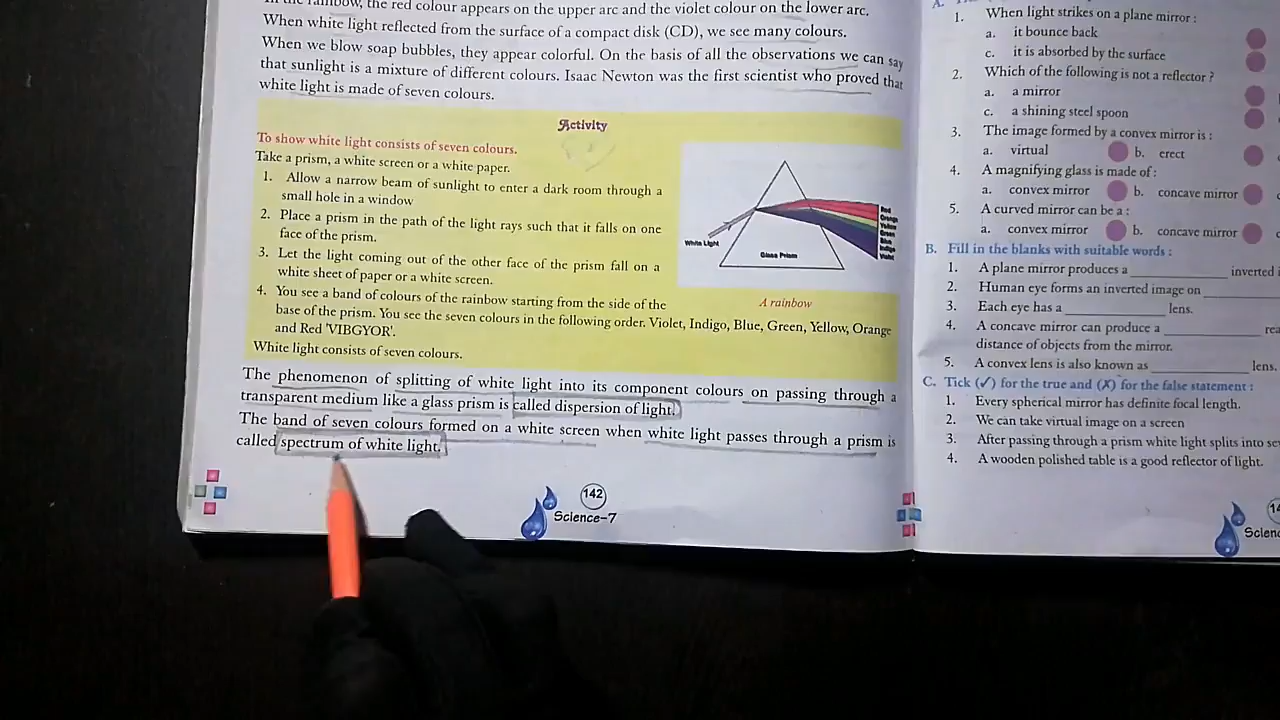 In the rainbow, the red colour appears on the upper arc and the violet colour on the lower arc.
When white light reflected from the surface of a compact disk (CD), we see many colours.
When we blow soap bubbles, they appear colorful. On the basis of all the observations we can say
that sunlight is a mixture of different colours. Isaac Newton was the first scientist who proved that
white light is made of seven colours.
Activity
To show white light consists of seven colours.
Take a prism, a white screen or a white paper.
1. Allow a narrow beam of sunlight to enter a dark room through a
small hole in a window
2. Place a prism in the path of the light rays such that it falls on one
face of the prism.
3. Let the light coming out of the other face of the prism fall on a
white sheet of paper or a white screen.
4. You see a band of colours of the rainbow starting from the side of the
base of the prism. You see the seven colours in the following order. Violet, Indigo, Blue, Green, Yellow, Orange
and Red 'VIBGYOR'.
White light consists of seven colours.
White Light
Glass Prism
Red
Orange
Yellow
Green
Blue
Indigo
Violet
A rainbow
The phenomenon of splitting of white light into its component colours on passing through a
transparent medium like a glass prism is called dispersion of light.
The band of seven colours formed on a white screen when white light passes through a prism is
called spectrum of white light.
142
Science-7
A.
1. When light strikes on a plane mirror :
a. it bounce back
c. it is absorbed by the surface
2. Which of the following is not a reflector ?
a. a mirror
c. a shining steel spoon
3. The image formed by a convex mirror is :
a. virtual b. erect
4. A magnifying glass is made of :
a. convex mirror b. concave mirror
5. A curved mirror can be a :
a. convex mirror b. concave mirror
B. Fill in the blanks with suitable words :
1. A plane mirror produces a ____________ inverted
2. Human eye forms an inverted image on ____________
3. Each eye has a ____________ lens.
4. A concave mirror can produce a ____________
distance of objects from the mirror.
5. A convex lens is also known as ____________ lens.
C. Tick (✓) for the true and (✗) for the false statement :
1. Every spherical mirror has definite focal length.
2. We can take virtual image on a screen
3. After passing through a prism white light splits into
4. A wooden polished table is a good reflector of light.